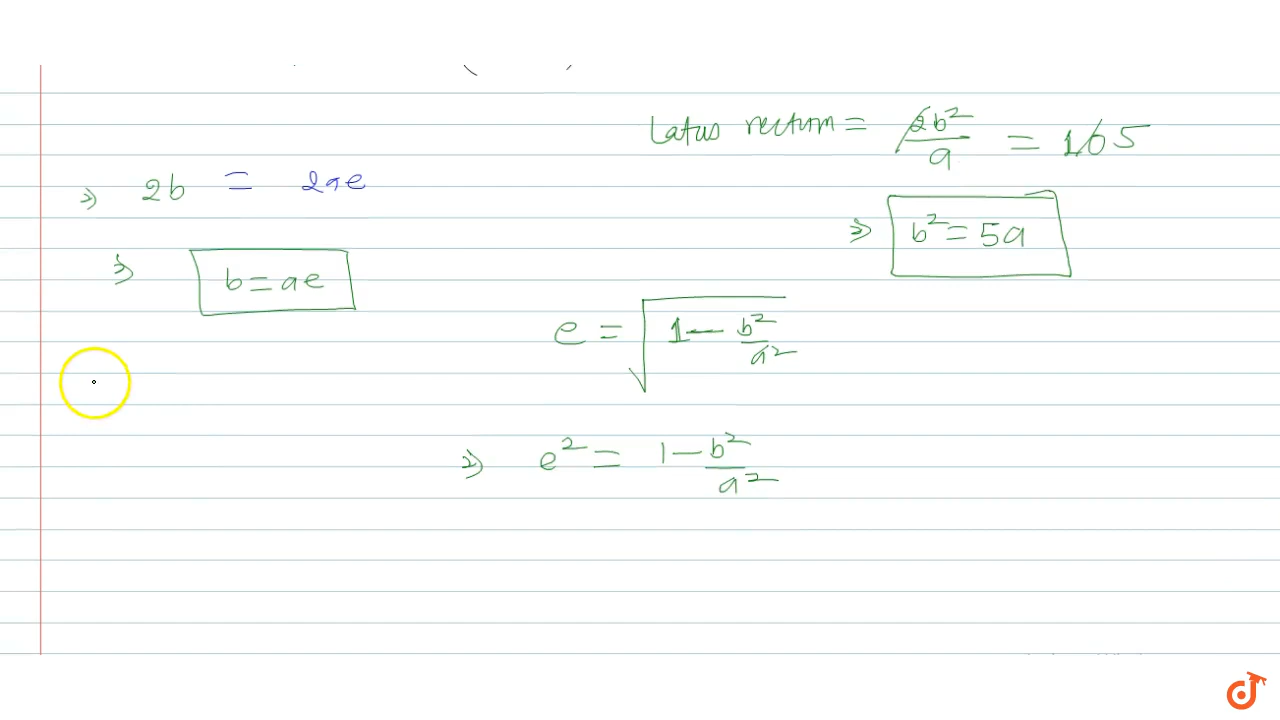 Latus rectum = 2b²/a = 10 5
⇒ 2b = 2ae
⇒ b² = 5a
⇒ b = ae
e = √(1 - b²/a²)
⇒ e² = 1 - b²/a²